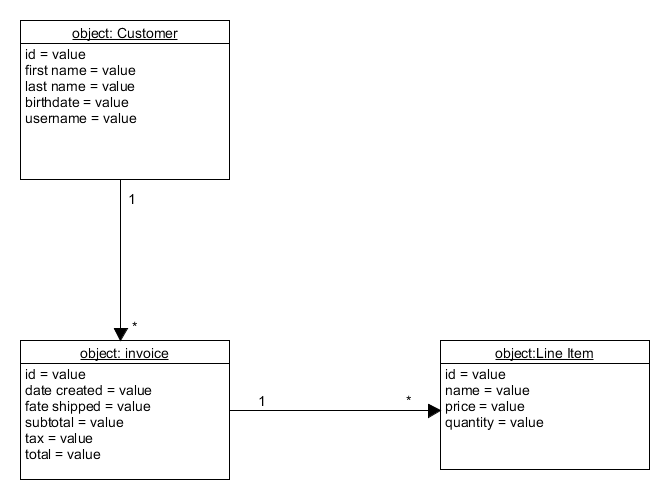 object: Customer
id = value
first name = value
last name = value
birthdate = value
username = value
1
*
object: invoice
id = value
date created = value
fate shipped = value
subtotal = value
tax = value
total = value
1
*
object:Line Item
id = value
name = value
price = value
quantity = value